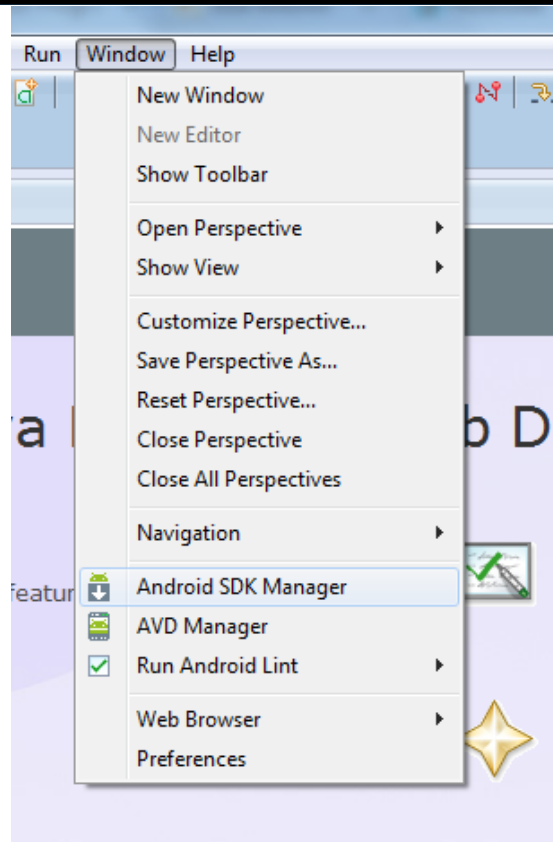 Run Window Help
New Window
New Editor
Show Toolbar
Open Perspective
Show View
Customize Perspective...
Save Perspective As...
Reset Perspective...
Close Perspective
Close All Perspectives
Navigation
Android SDK Manager
AVD Manager
Run Android Lint
Web Browser
Preferences